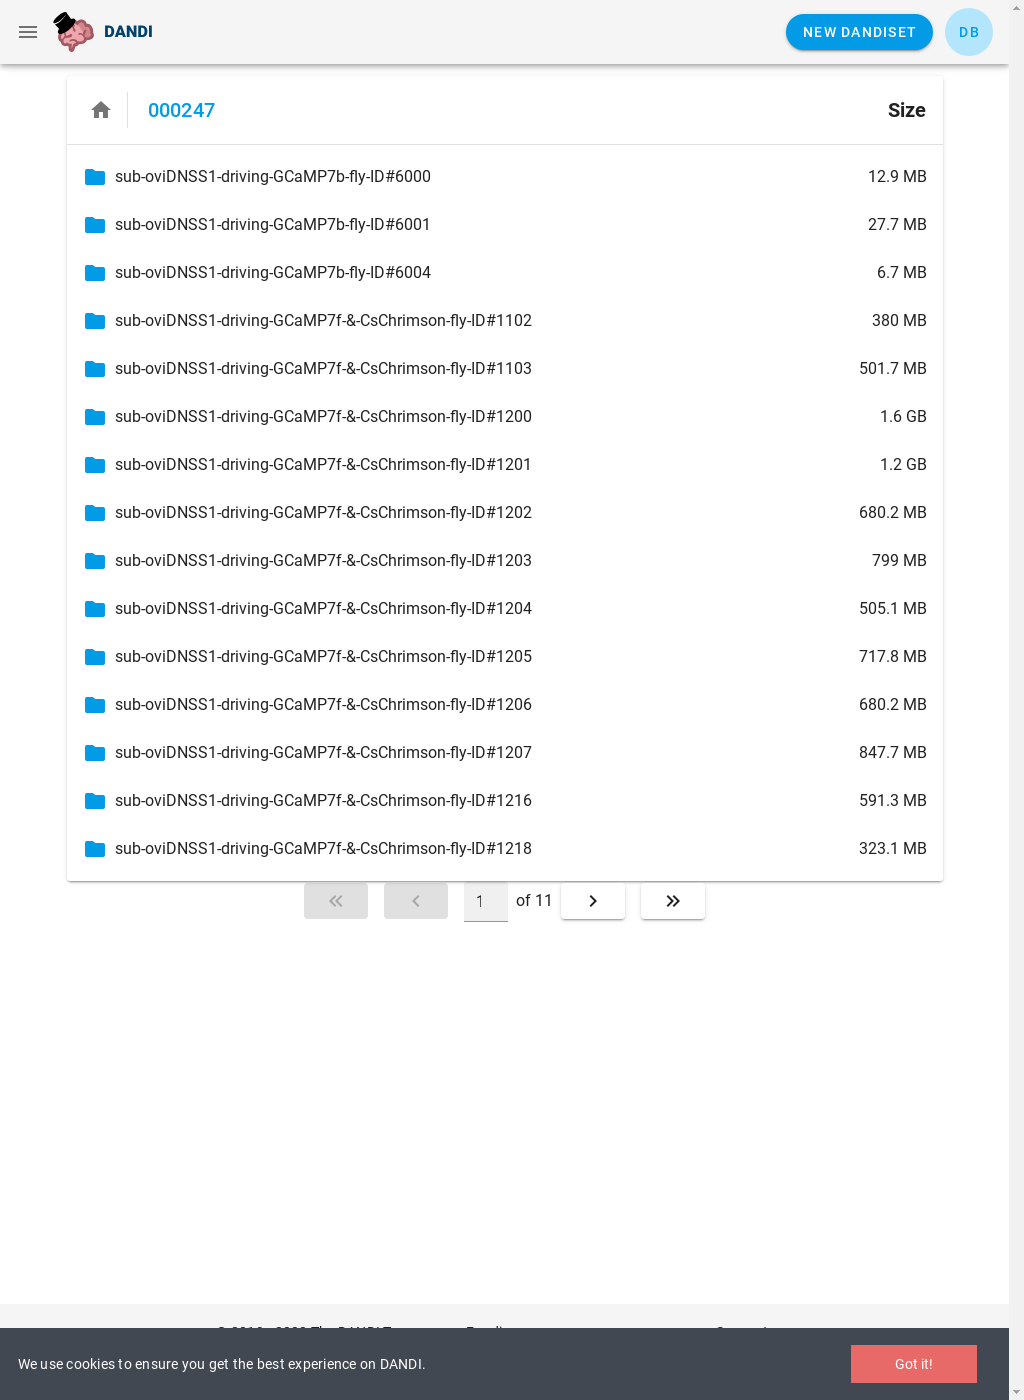 DANDI
NEW DANDISET
DB
000247
Size
sub-oviDNSS1-driving-GCaMP7b-fly-ID#6000 12.9 MB
sub-oviDNSS1-driving-GCaMP7b-fly-ID#6001 27.7 MB
sub-oviDNSS1-driving-GCaMP7b-fly-ID#6004 6.7 MB
sub-oviDNSS1-driving-GCaMP7f-&-CsChrimson-fly-ID#1102 380 MB
sub-oviDNSS1-driving-GCaMP7f-&-CsChrimson-fly-ID#1103 501.7 MB
sub-oviDNSS1-driving-GCaMP7f-&-CsChrimson-fly-ID#1200 1.6 GB
sub-oviDNSS1-driving-GCaMP7f-&-CsChrimson-fly-ID#1201 1.2 GB
sub-oviDNSS1-driving-GCaMP7f-&-CsChrimson-fly-ID#1202 680.2 MB
sub-oviDNSS1-driving-GCaMP7f-&-CsChrimson-fly-ID#1203 799 MB
sub-oviDNSS1-driving-GCaMP7f-&-CsChrimson-fly-ID#1204 505.1 MB
sub-oviDNSS1-driving-GCaMP7f-&-CsChrimson-fly-ID#1205 717.8 MB
sub-oviDNSS1-driving-GCaMP7f-&-CsChrimson-fly-ID#1206 680.2 MB
sub-oviDNSS1-driving-GCaMP7f-&-CsChrimson-fly-ID#1207 847.7 MB
sub-oviDNSS1-driving-GCaMP7f-&-CsChrimson-fly-ID#1216 591.3 MB
sub-oviDNSS1-driving-GCaMP7f-&-CsChrimson-fly-ID#1218 323.1 MB
1 of 11
We use cookies to ensure you get the best experience on DANDI.
Got it!